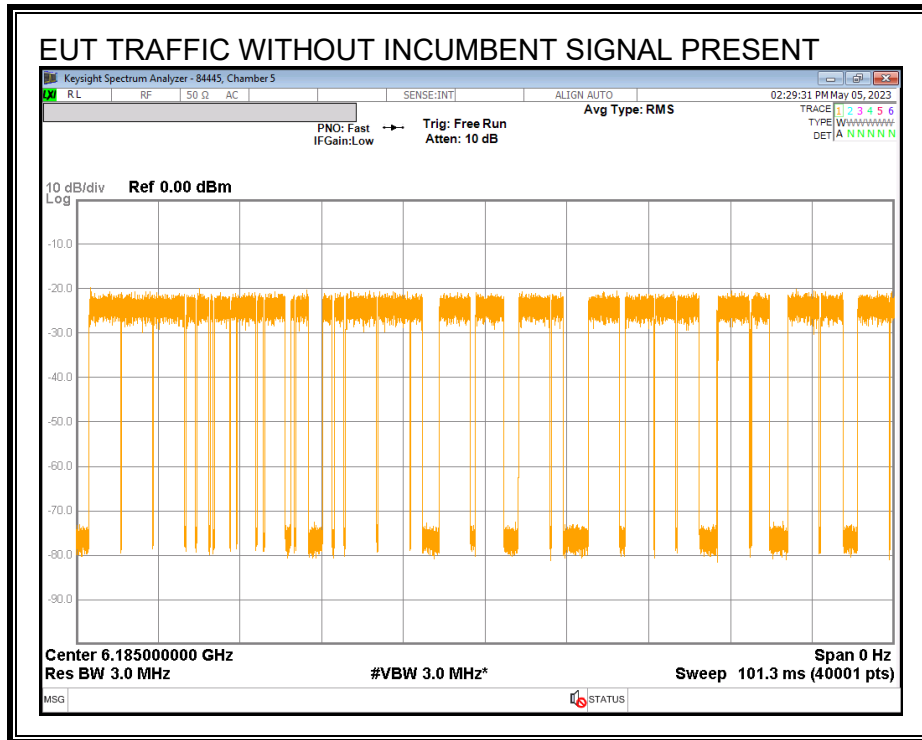 EUT TRAFFIC WITHOUT INCUMBENT SIGNAL PRESENT
Keysight Spectrum Analyzer - 84445, Chamber 5
LXI RL RF 50 Ω AC SENSE:INT ALIGN AUTO 02:29:31 PM May 05, 2023
Avg Type: RMS TRACE 1 2 3 4 5 6
PNO: Fast Trig: Free Run TYPE WWWWWWW
IFGain:Low Atten: 10 dB DET A N N N N N
10 dB/div Ref 0.00 dBm
Log
-10.0
-20.0
-30.0
-40.0
-50.0
-60.0
-70.0
-80.0
-90.0
Center 6.185000000 GHz Span 0 Hz
Res BW 3.0 MHz #VBW 3.0 MHz* Sweep 101.3 ms (40001 pts)
MSG STATUS